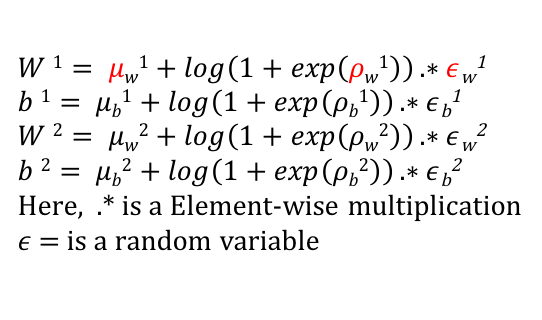 W ¹ = μ_w¹ + log(1 + exp(ρ_w¹)) .* ϵ_w¹
b ¹ = μ_b¹ + log(1 + exp(ρ_b¹)) .* ϵ_b¹
W ² = μ_w² + log(1 + exp(ρ_w²)) .* ϵ_w²
b ² = μ_b² + log(1 + exp(ρ_b²)) .* ϵ_b²
Here, .* is a Element-wise multiplication
ϵ = is a random variable